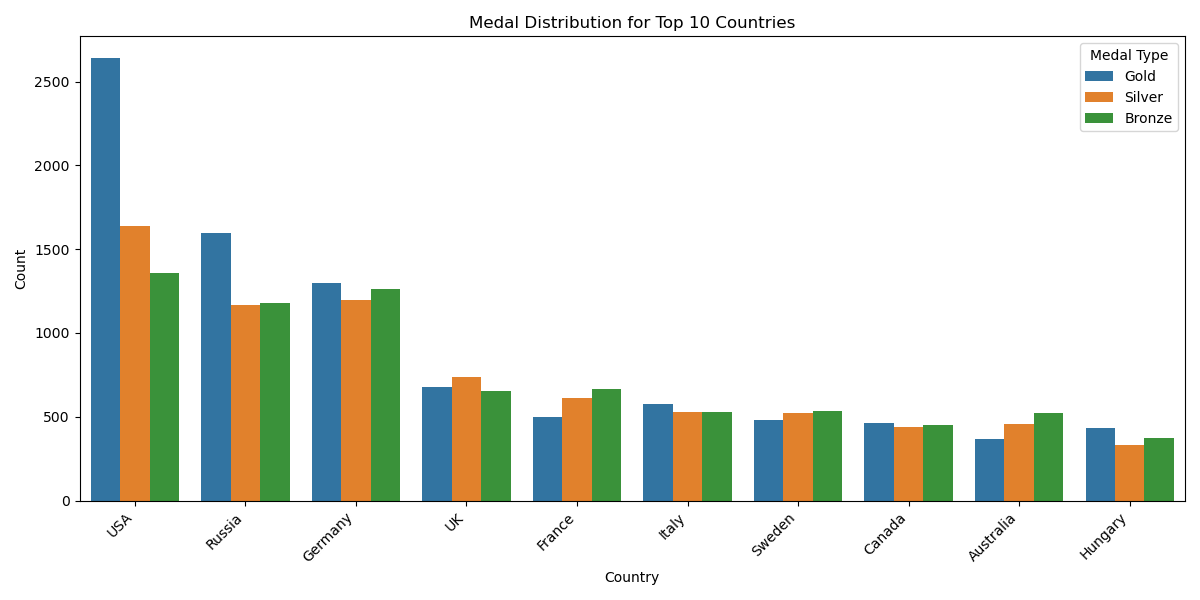 Medal Distribution for Top 10 Countries
Medal Type
Gold
Silver
Bronze
Count
2500
2000
1500
1000
500
0
USA
Russia
Germany
UK
France
Italy
Sweden
Canada
Australia
Hungary
Country